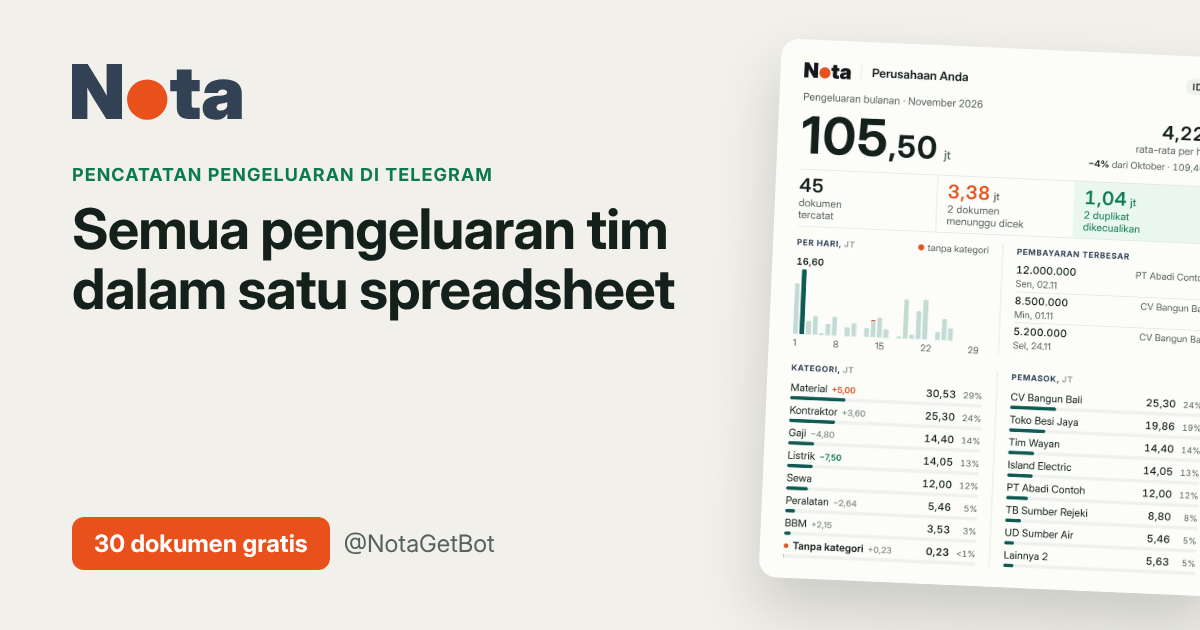 Nota
PENCATATAN PENGELUARAN DI TELEGRAM
Semua pengeluaran tim
dalam satu spreadsheet
30 dokumen gratis
@NotaGetBot
Nota
Perusahaan Anda
Pengeluaran bulanan · November 2026
105,50 jt
rata-rata per
−4% dari Oktober ·
45
dokumen
tercatat
3,38 jt
2 dokumen
menunggu dicek
1,04 jt
2 duplikat
dikecualikan
PER HARI, JT
tanpa kategori
16,60
1 8 15 22 29
PEMBAYARAN TERBESAR
12.000.000 PT Abadi
Sen, 02.11
8.500.000 CV Bangun
Min, 01.11
5.200.000 CV Bangun
Sel, 24.11
KATEGORI, JT
Material +5,00 30,53 29%
Kontraktor +3,60 25,30 24%
Gaji −4,80 14,40 14%
Listrik −7,50 14,05 13%
Sewa 12,00 12%
Peralatan −2,64 5,46 5%
BBM +2,15 3,53 3%
Tanpa kategori +0,23 0,23 <1%
PEMASOK, JT
CV Bangun Bali 25,30 24%
Toko Besi Jaya 19,86 19%
Tim Wayan 14,40 14%
Island Electric 14,05 13%
PT Abadi Contoh 12,00 12%
TB Sumber Rejeki 8,80 8%
UD Sumber Air 5,46 5%
Lainnya 2 5,63 5%